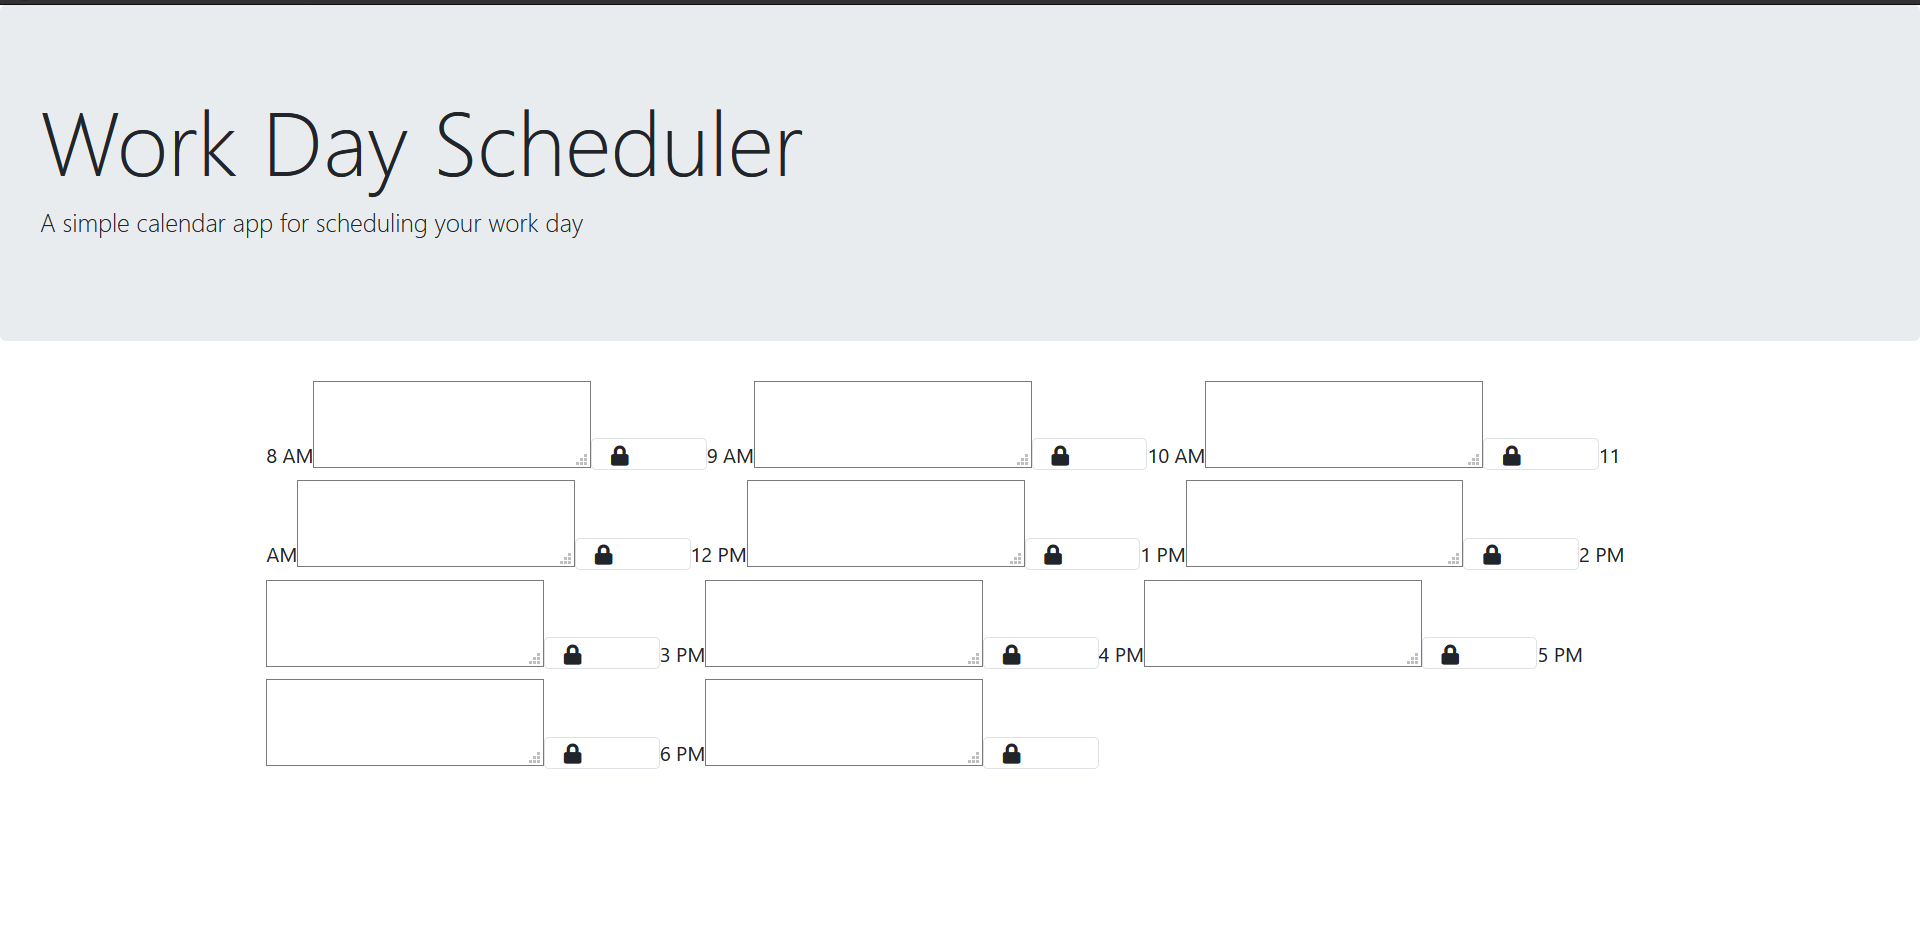 Work Day Scheduler
A simple calendar app for scheduling your work day
8 AM 9 AM 10 AM 11
AM 12 PM 1 PM 2 PM
3 PM 4 PM 5 PM
6 PM